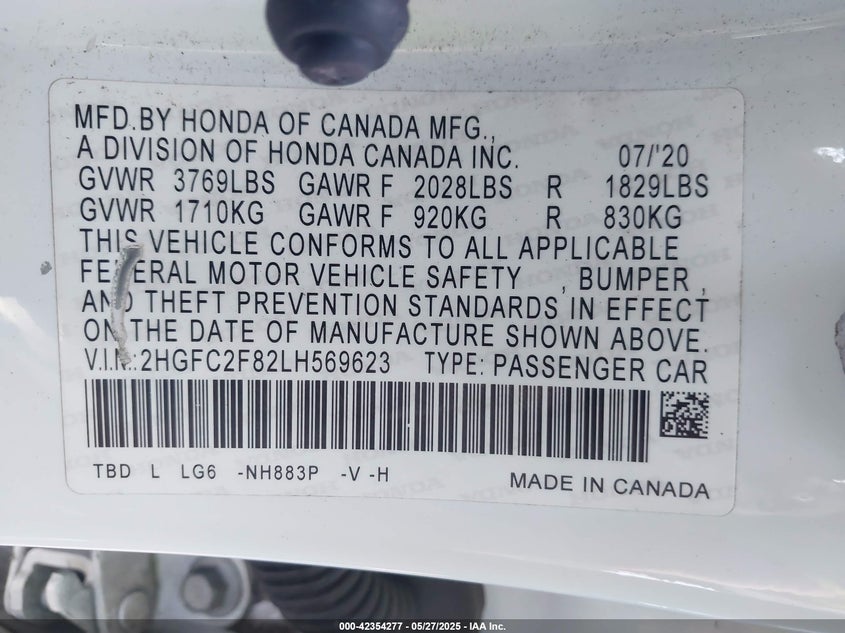 MFD.BY HONDA OF CANADA MFG.,
A DIVISION OF HONDA CANADA INC. 07/'20
GVWR 3769LBS GAWR F 2028LBS R 1829LBS
GVWR 1710KG GAWR F 920KG R 830KG
THIS VEHICLE CONFORMS TO ALL APPLICABLE
FEDERAL MOTOR VEHICLE SAFETY , BUMPER ,
AND THEFT PREVENTION STANDARDS IN EFFECT
ON THE DATE OF MANUFACTURE SHOWN ABOVE.
V.I.N.:2HGFC2F82LH569623 TYPE: PASSENGER CAR
TBD L LG6 -NH883P -V -H MADE IN CANADA
000-42354277 - 05/27/2025 - IAA Inc.